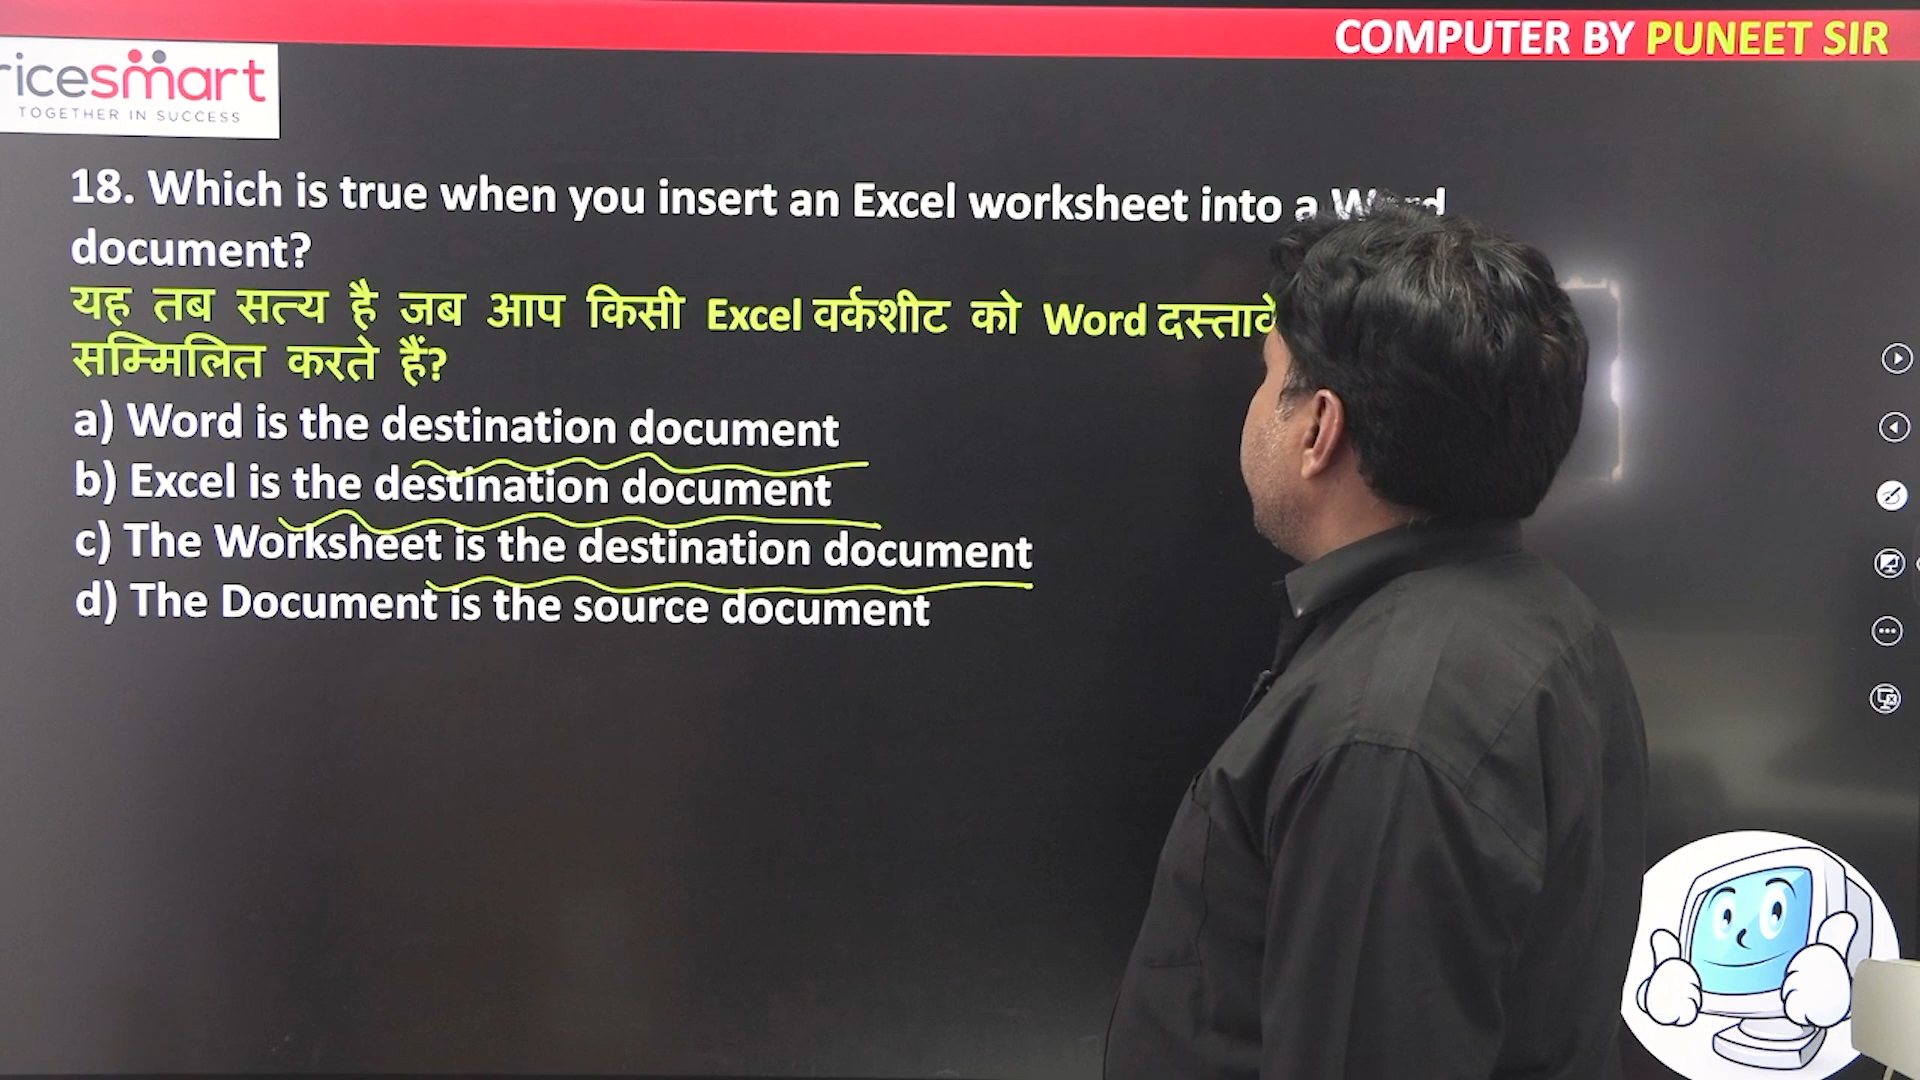 COMPUTER BY PUNEET SIR
ricesmart
TOGETHER IN SUCCESS
18. Which is true when you insert an Excel worksheet into a Word
document?
यह तब सत्य है जब आप किसी Excel वर्कशीट को Word
सम्मिलित करते हैं?
a) Word is the destination document
b) Excel is the destination document
c) The Worksheet is the destination document
d) The Document is the source document